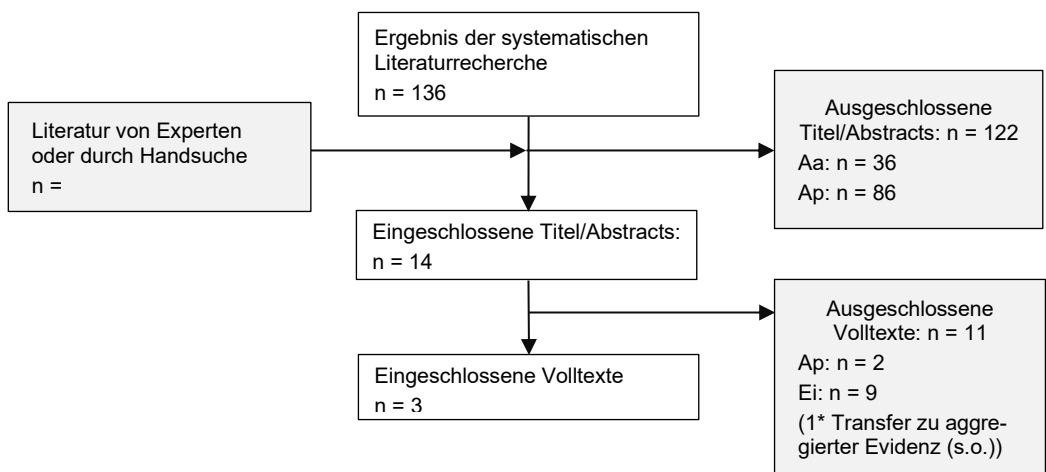 Ergebnis der systematischen
Literaturrecherche
n = 136
Literatur von Experten
oder durch Handsuche
n =
Ausgeschlossene
Titel/Abstracts: n = 122
Aa: n = 36
Ap: n = 86
Eingeschlossene Titel/Abstracts:
n = 14
Ausgeschlossene
Volltexte: n = 11
Ap: n = 2
Ei: n = 9
(1* Transfer zu aggre-
gierter Evidenz (s.o.))
Eingeschlossene Volltexte
n = 3